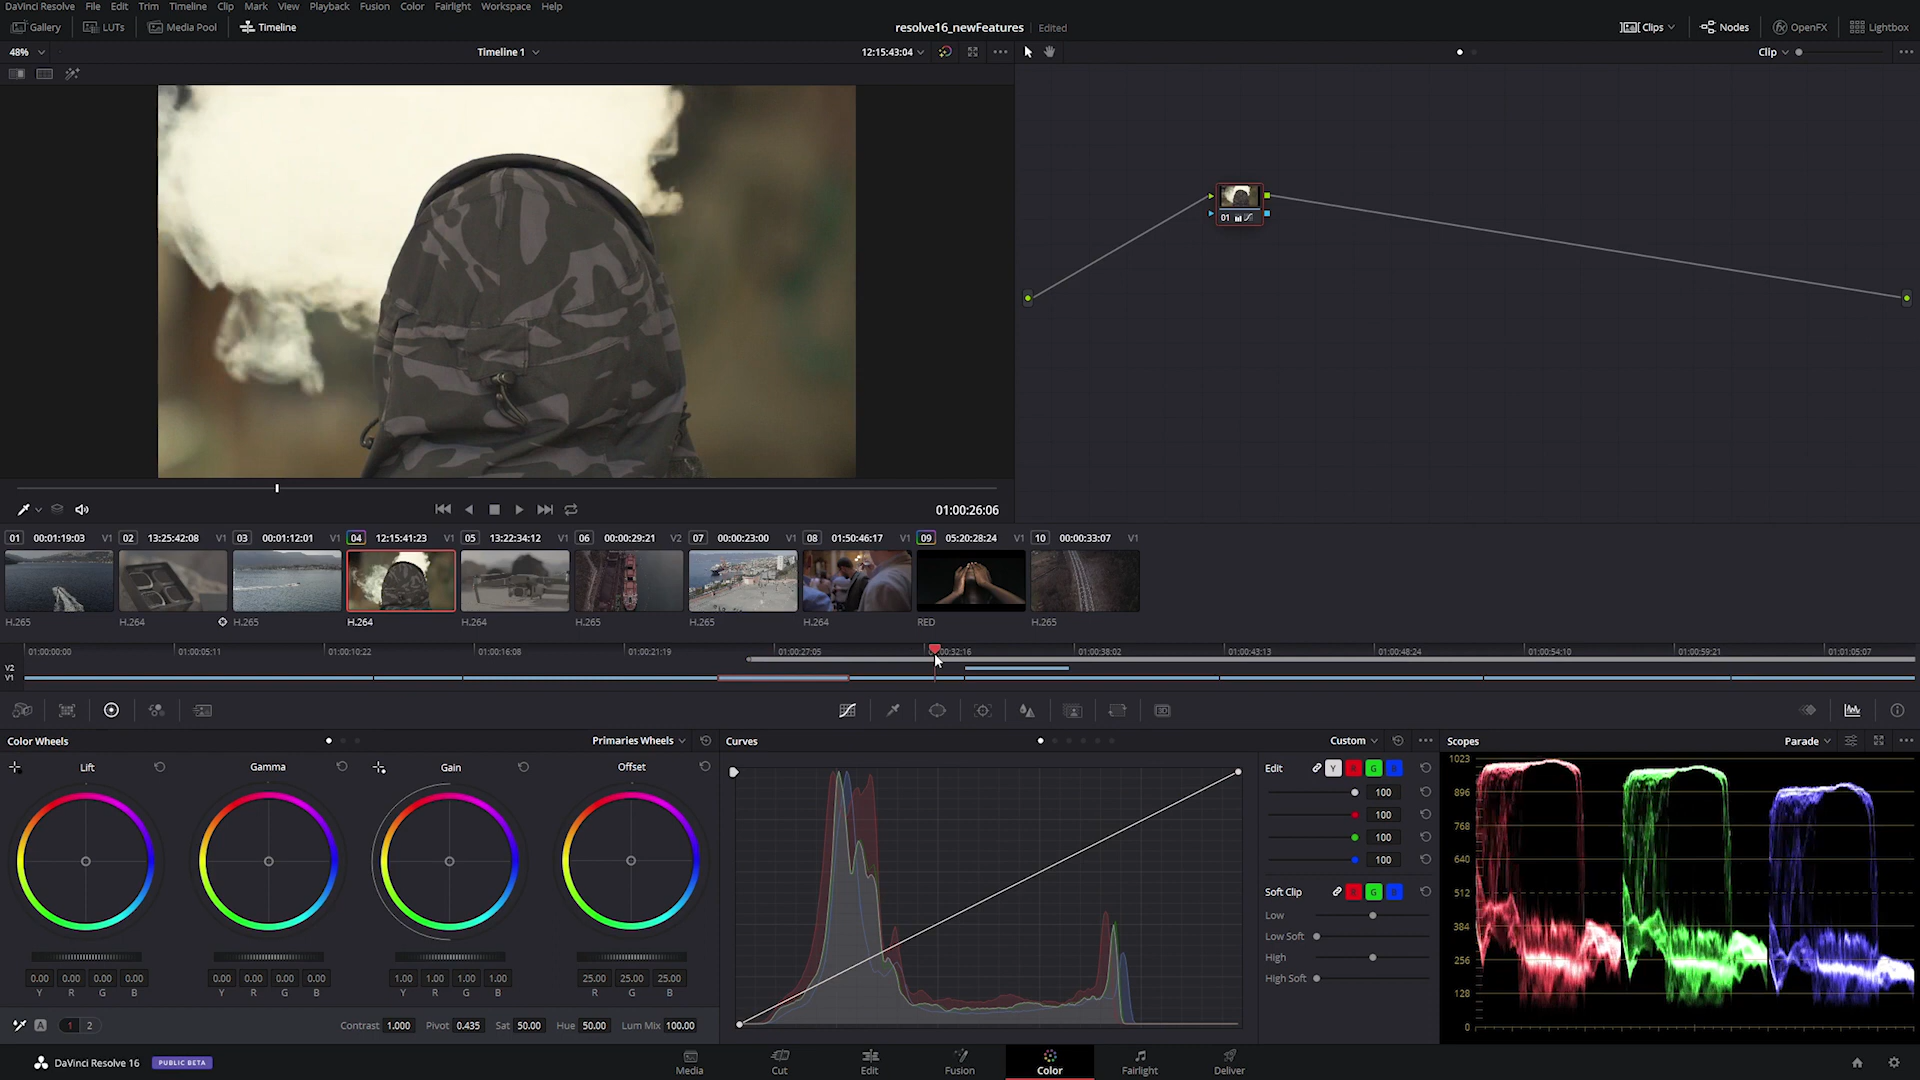 DaVinci Resolve File Edit Trim Timeline Clip Mark View Playback Fusion Color Fairlight Workspace Help
Gallery LUTs Media Pool Timeline resolve16_newFeatures Edited Clips Nodes OpenFX Lightbox
48% Timeline 1 12:15:43:04 Clip
01
01:00:26:06
01 00:01:19:03 V1 02 13:25:42:08 V1 03 00:01:12:01 V1 04 12:15:41:23 V1 05 13:22:34:12 V1 06 00:00:29:21 V2 07 00:00:23:00 V1 08 01:50:46:17 V1 09 05:20:28:24 V1 10 00:00:33:07 V1
H.265 H.264 H.265 H.264 H.264 H.265 H.265 H.264 RED H.265
01:00:00:00 01:00:05:11 01:00:10:22 01:00:16:08 01:00:21:19 01:00:27:05 01:00:32:16 01:00:38:02 01:00:43:13 01:00:48:24 01:00:54:10 01:00:59:21 01:01:05:07
V2
V1
Color Wheels Primaries Wheels Curves Custom Scopes Parade
Lift Gamma Gain Offset Edit Y R G B
100
100
100
100
Soft Clip R G B
Low
Low Soft
High
High Soft
1023
896
768
640
512
384
256
128
0
0.00 0.00 0.00 0.00 0.00 0.00 0.00 0.00 1.00 1.00 1.00 1.00 25.00 25.00 25.00
Y R G B Y R G B Y R G B R G B
A 1 2 Contrast 1.000 Pivot 0.435 Sat 50.00 Hue 50.00 Lum Mix 100.00
DaVinci Resolve 16 PUBLIC BETA Media Cut Edit Fusion Color Fairlight Deliver